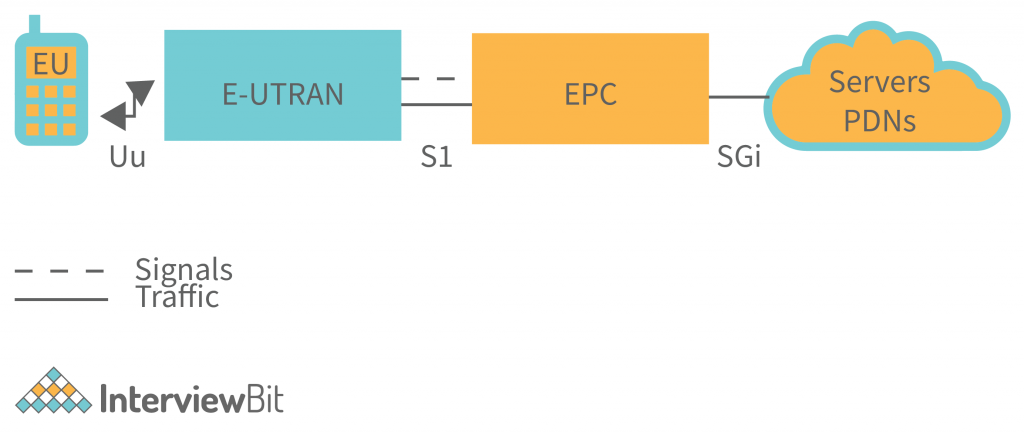 EU
E-UTRAN
EPC
Servers
PDNs
Uu
S1
SGi
Signals
Traffic
InterviewBit